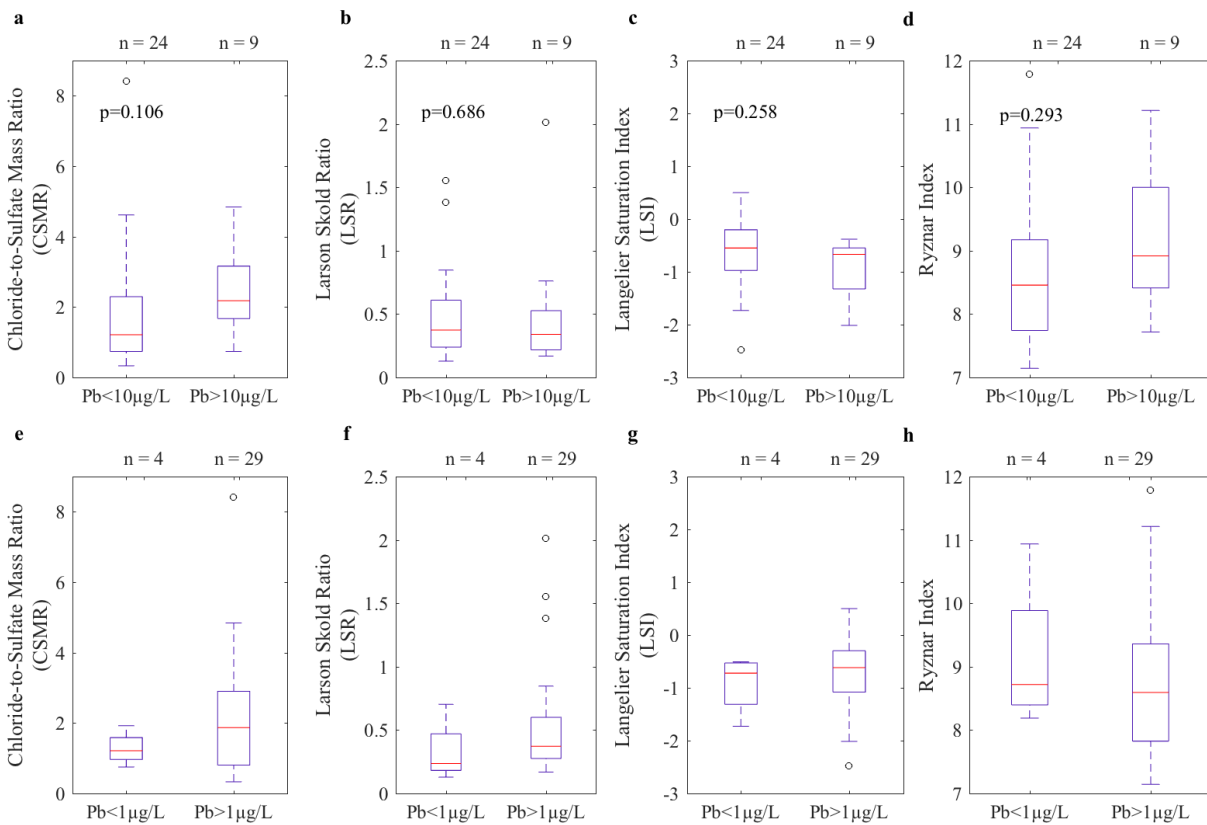 a
n = 24 n = 9
Chloride-to-Sulfate Mass Ratio
(CSMR)
8
6
4
2
0
p=0.106
Pb<10µg/L Pb>10µg/L
b
n = 24 n = 9
Larson Skold Ratio
(LSR)
2.5
2
1.5
1
0.5
0
p=0.686
Pb<10µg/L Pb>10µg/L
c
n = 24 n = 9
Langelier Saturation Index
(LSI)
3
2
1
0
-1
-2
-3
p=0.258
Pb<10µg/L Pb>10µg/L
d
n = 24 n = 9
Ryznar Index
12
11
10
9
8
7
p=0.293
Pb<10µg/L Pb>10µg/L
e
n = 4 n = 29
Chloride-to-Sulfate Mass Ratio
(CSMR)
8
6
4
2
0
Pb<1µg/L Pb>1µg/L
f
n = 4 n = 29
Larson Skold Ratio
(LSR)
2.5
2
1.5
1
0.5
0
Pb<1µg/L Pb>1µg/L
g
n = 4 n = 29
Langelier Saturation Index
(LSI)
3
2
1
0
-1
-2
-3
Pb<1µg/L Pb>1µg/L
h
n = 4 n = 29
Ryznar Index
12
11
10
9
8
7
Pb<1µg/L Pb>1µg/L